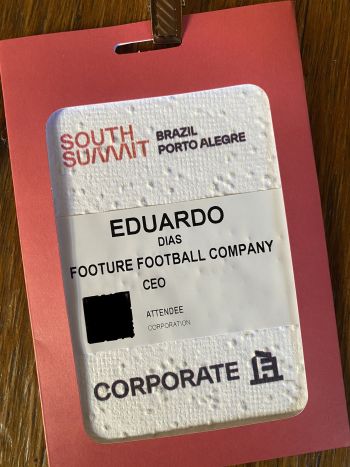 SOUTH
SUMMIT
BRAZIL
PORTO ALEGRE
EDUARDO
DIAS
FOOTURE FOOTBALL COMPANY
CEO
ATTENDEE
CORPORATION
CORPORATE